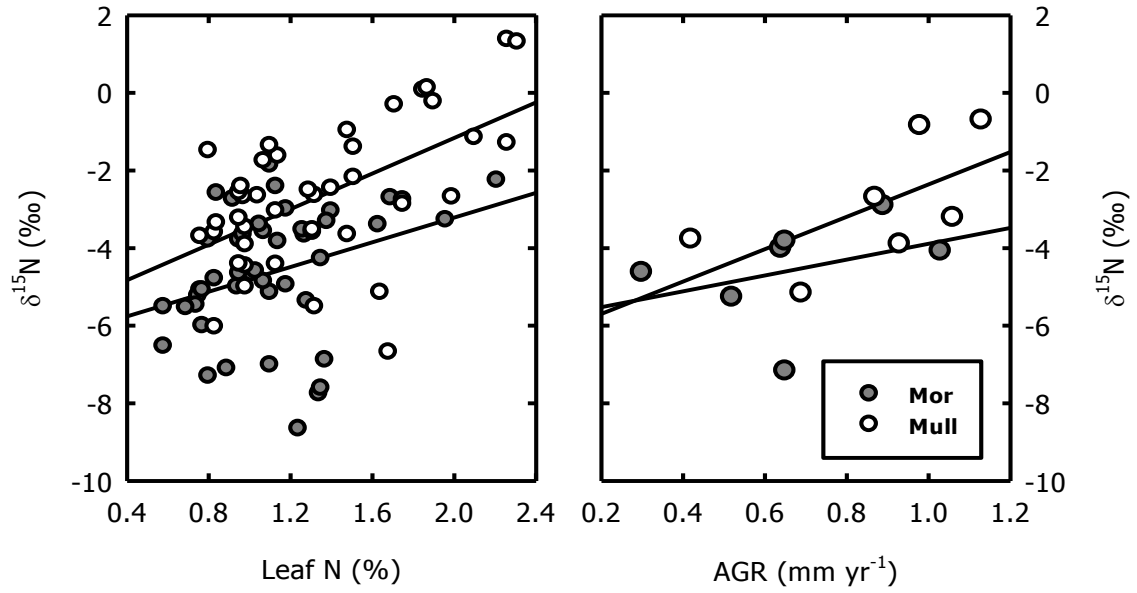 2 2
0 0
-2 -2
-4 -4
-6 -6
-8 -8
-10 -10
δ15N (‰)
δ15N (‰)
Mor
Mull
0.4 0.8 1.2 1.6 2.0 2.4
0.2 0.4 0.6 0.8 1.0 1.2
Leaf N (%)
AGR (mm yr-1)